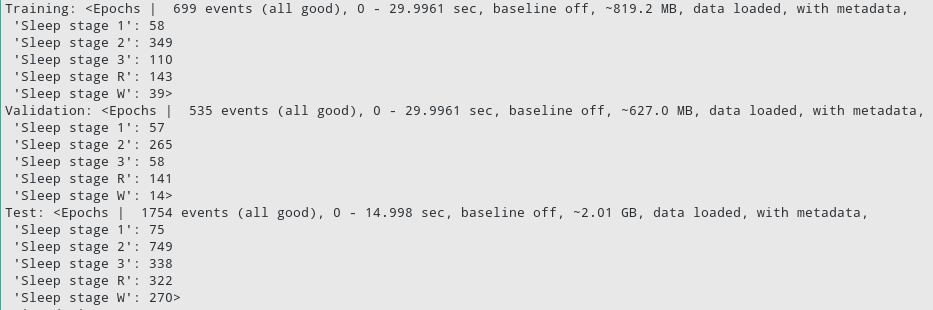 Training: <Epochs |  699 events (all good), 0 - 29.9961 sec, baseline off, ~819.2 MB, data loaded, with metadata,
 'Sleep stage 1': 58
 'Sleep stage 2': 349
 'Sleep stage 3': 110
 'Sleep stage R': 143
 'Sleep stage W': 39>
Validation: <Epochs |  535 events (all good), 0 - 29.9961 sec, baseline off, ~627.0 MB, data loaded, with metadata,
 'Sleep stage 1': 57
 'Sleep stage 2': 265
 'Sleep stage 3': 58
 'Sleep stage R': 141
 'Sleep stage W': 14>
Test: <Epochs |  1754 events (all good), 0 - 14.998 sec, baseline off, ~2.01 GB, data loaded, with metadata,
 'Sleep stage 1': 75
 'Sleep stage 2': 749
 'Sleep stage 3': 338
 'Sleep stage R': 322
 'Sleep stage W': 270>